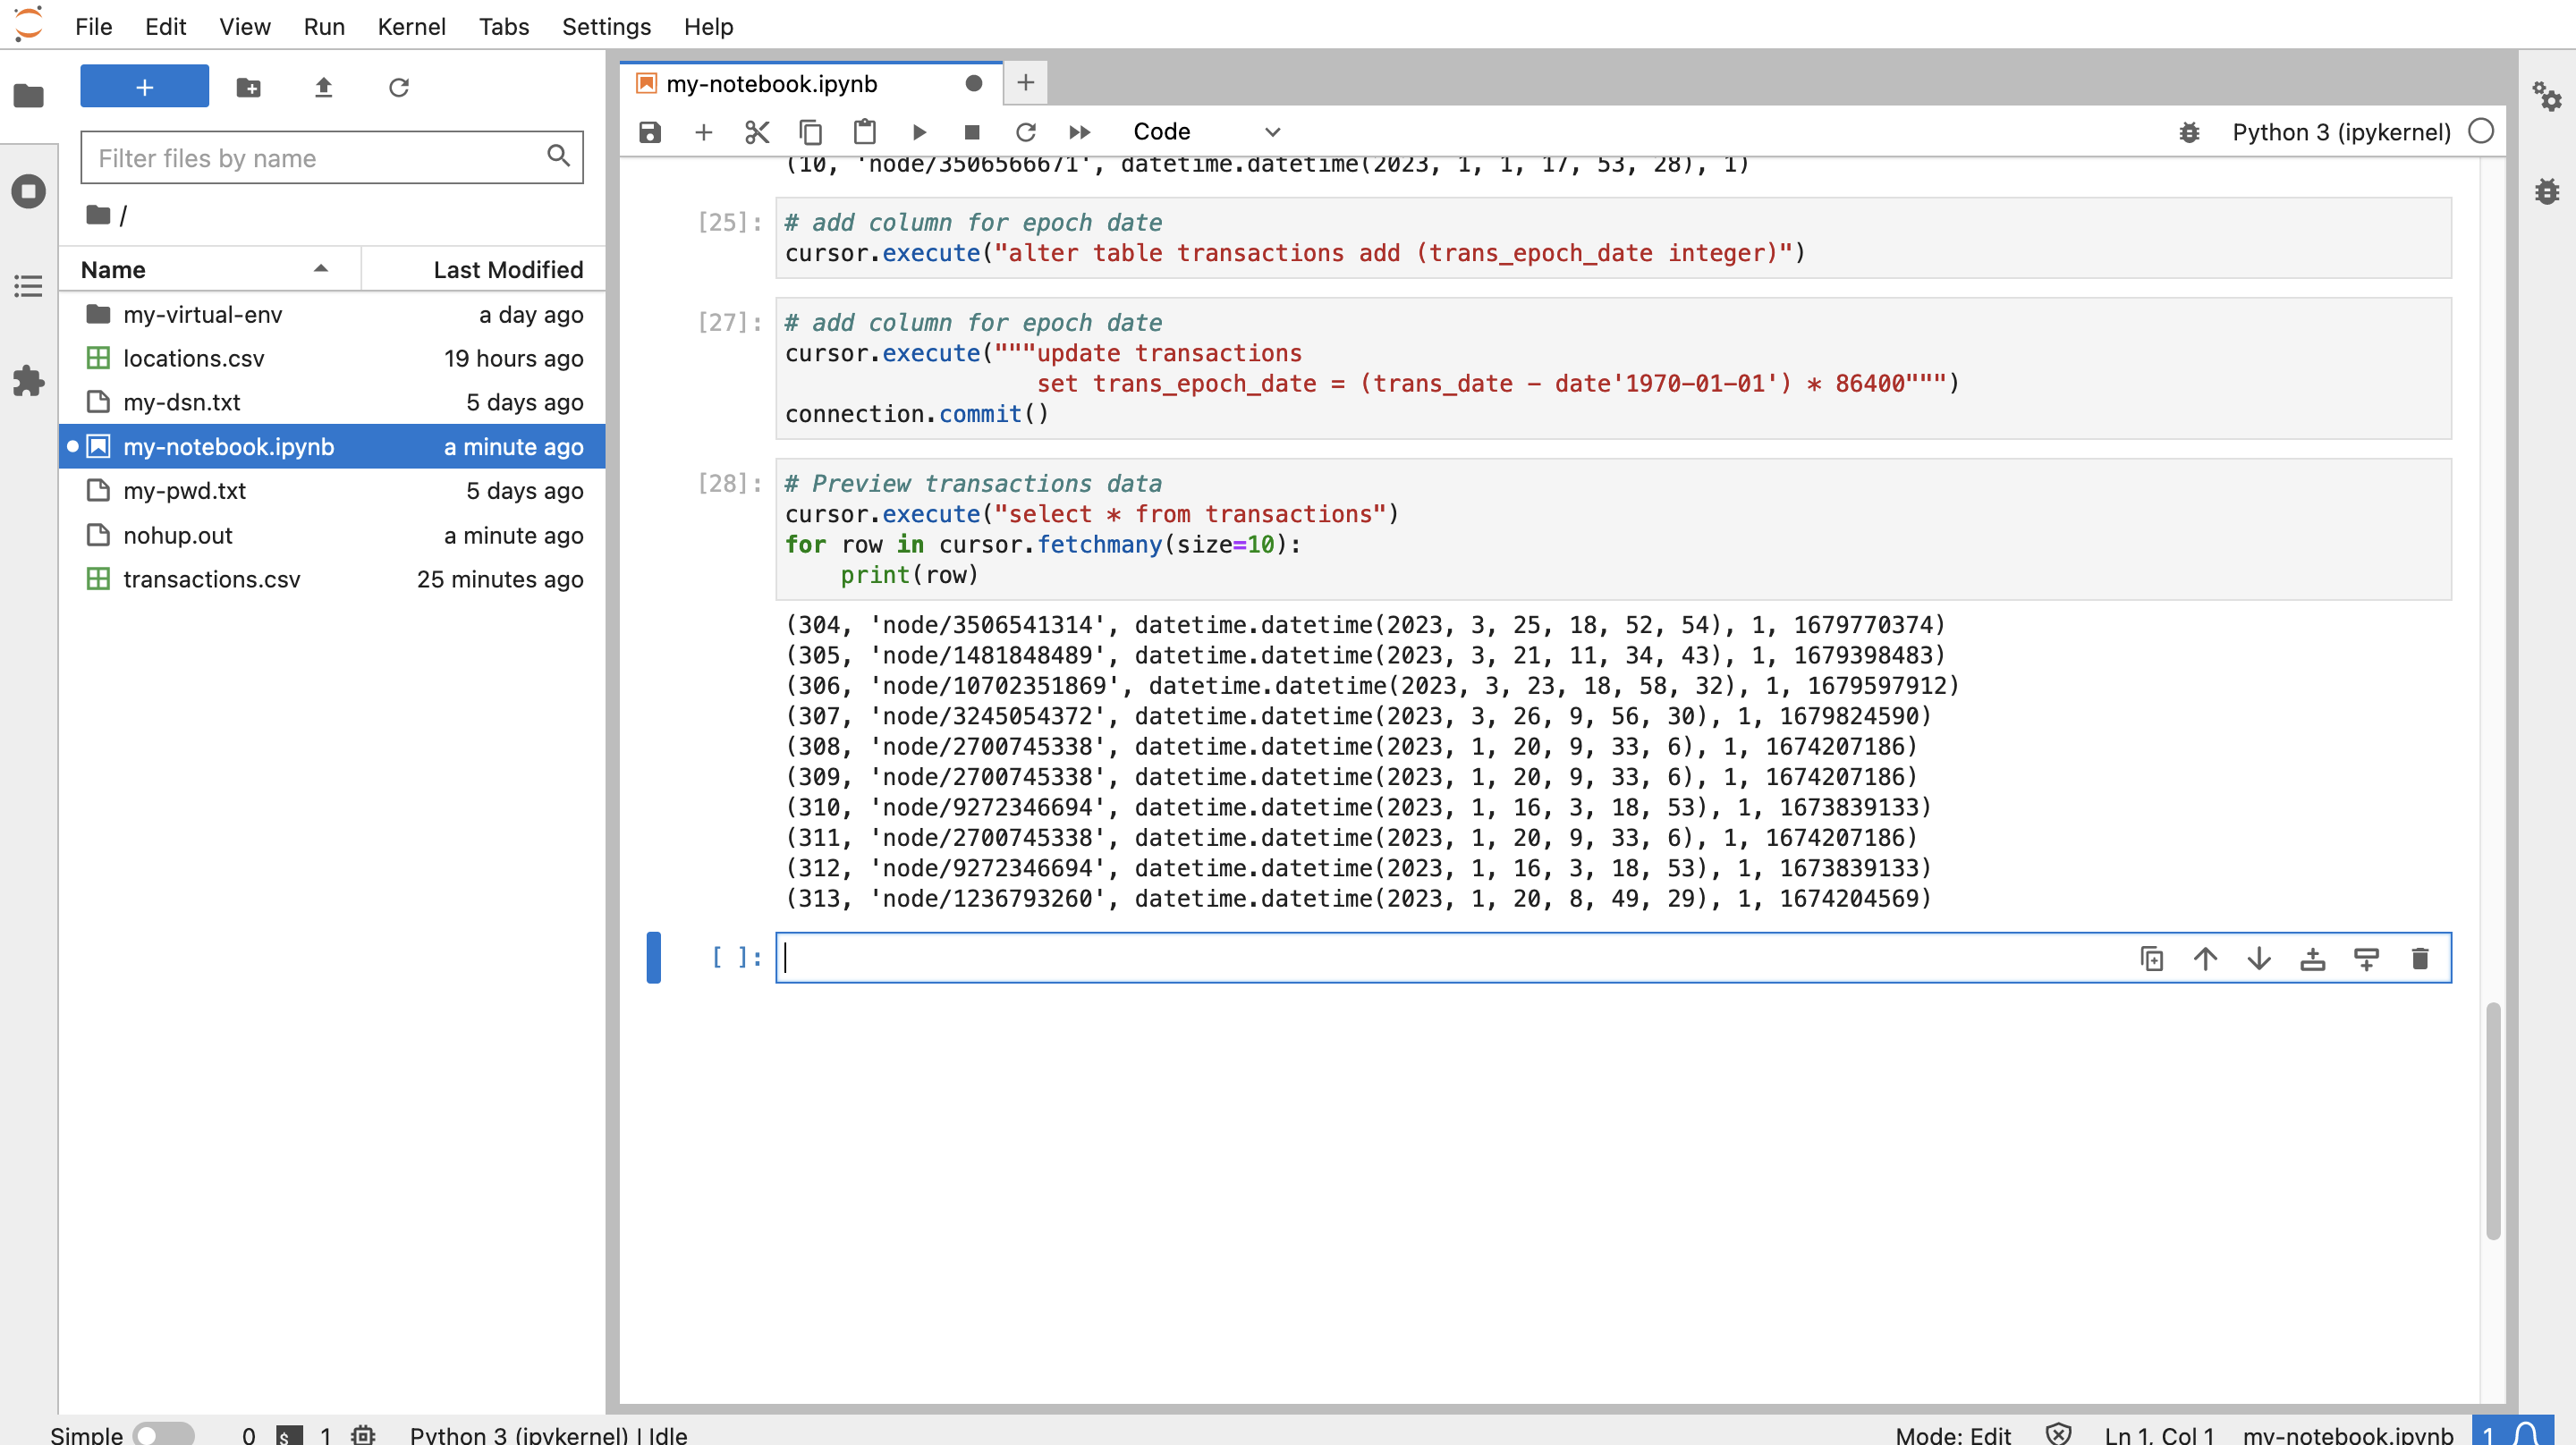 File Edit View Run Kernel Tabs Settings Help
Filter files by name
/
Name Last Modified
my-virtual-env a day ago
locations.csv 19 hours ago
my-dsn.txt 5 days ago
my-notebook.ipynb a minute ago
my-pwd.txt 5 days ago
nohup.out a minute ago
transactions.csv 25 minutes ago
my-notebook.ipynb
Code Python 3 (ipykernel)
(10, 'node/3506566671', datetime.datetime(2023, 1, 1, 17, 53, 28), 1)
[25]: # add column for epoch date
cursor.execute("alter table transactions add (trans_epoch_date integer)")
[27]: # add column for epoch date
cursor.execute("""update transactions
set trans_epoch_date = (trans_date - date'1970-01-01') * 86400""")
connection.commit()
[28]: # Preview transactions data
cursor.execute("select * from transactions")
for row in cursor.fetchmany(size=10):
print(row)
(304, 'node/3506541314', datetime.datetime(2023, 3, 25, 18, 52, 54), 1, 1679770374)
(305, 'node/1481848489', datetime.datetime(2023, 3, 21, 11, 34, 43), 1, 1679398483)
(306, 'node/10702351869', datetime.datetime(2023, 3, 23, 18, 58, 32), 1, 1679597912)
(307, 'node/3245054372', datetime.datetime(2023, 3, 26, 9, 56, 30), 1, 1679824590)
(308, 'node/2700745338', datetime.datetime(2023, 1, 20, 9, 33, 6), 1, 1674207186)
(309, 'node/2700745338', datetime.datetime(2023, 1, 20, 9, 33, 6), 1, 1674207186)
(310, 'node/9272346694', datetime.datetime(2023, 1, 16, 3, 18, 53), 1, 1673839133)
(311, 'node/2700745338', datetime.datetime(2023, 1, 20, 9, 33, 6), 1, 1674207186)
(312, 'node/9272346694', datetime.datetime(2023, 1, 16, 3, 18, 53), 1, 1673839133)
(313, 'node/1236793260', datetime.datetime(2023, 1, 20, 8, 49, 29), 1, 1674204569)
[ ]:
Simple 0 $ 1 Python 3 (ipykernel) | Idle Mode: Edit Ln 1, Col 1 my-notebook.ipynb 1